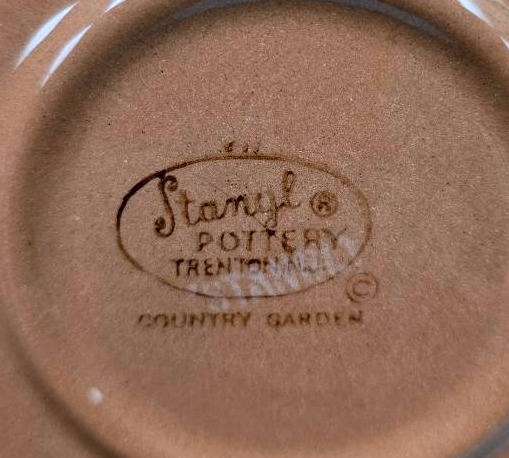 Stangl ®
POTTERY
TRENTON N.J.
©
COUNTRY GARDEN